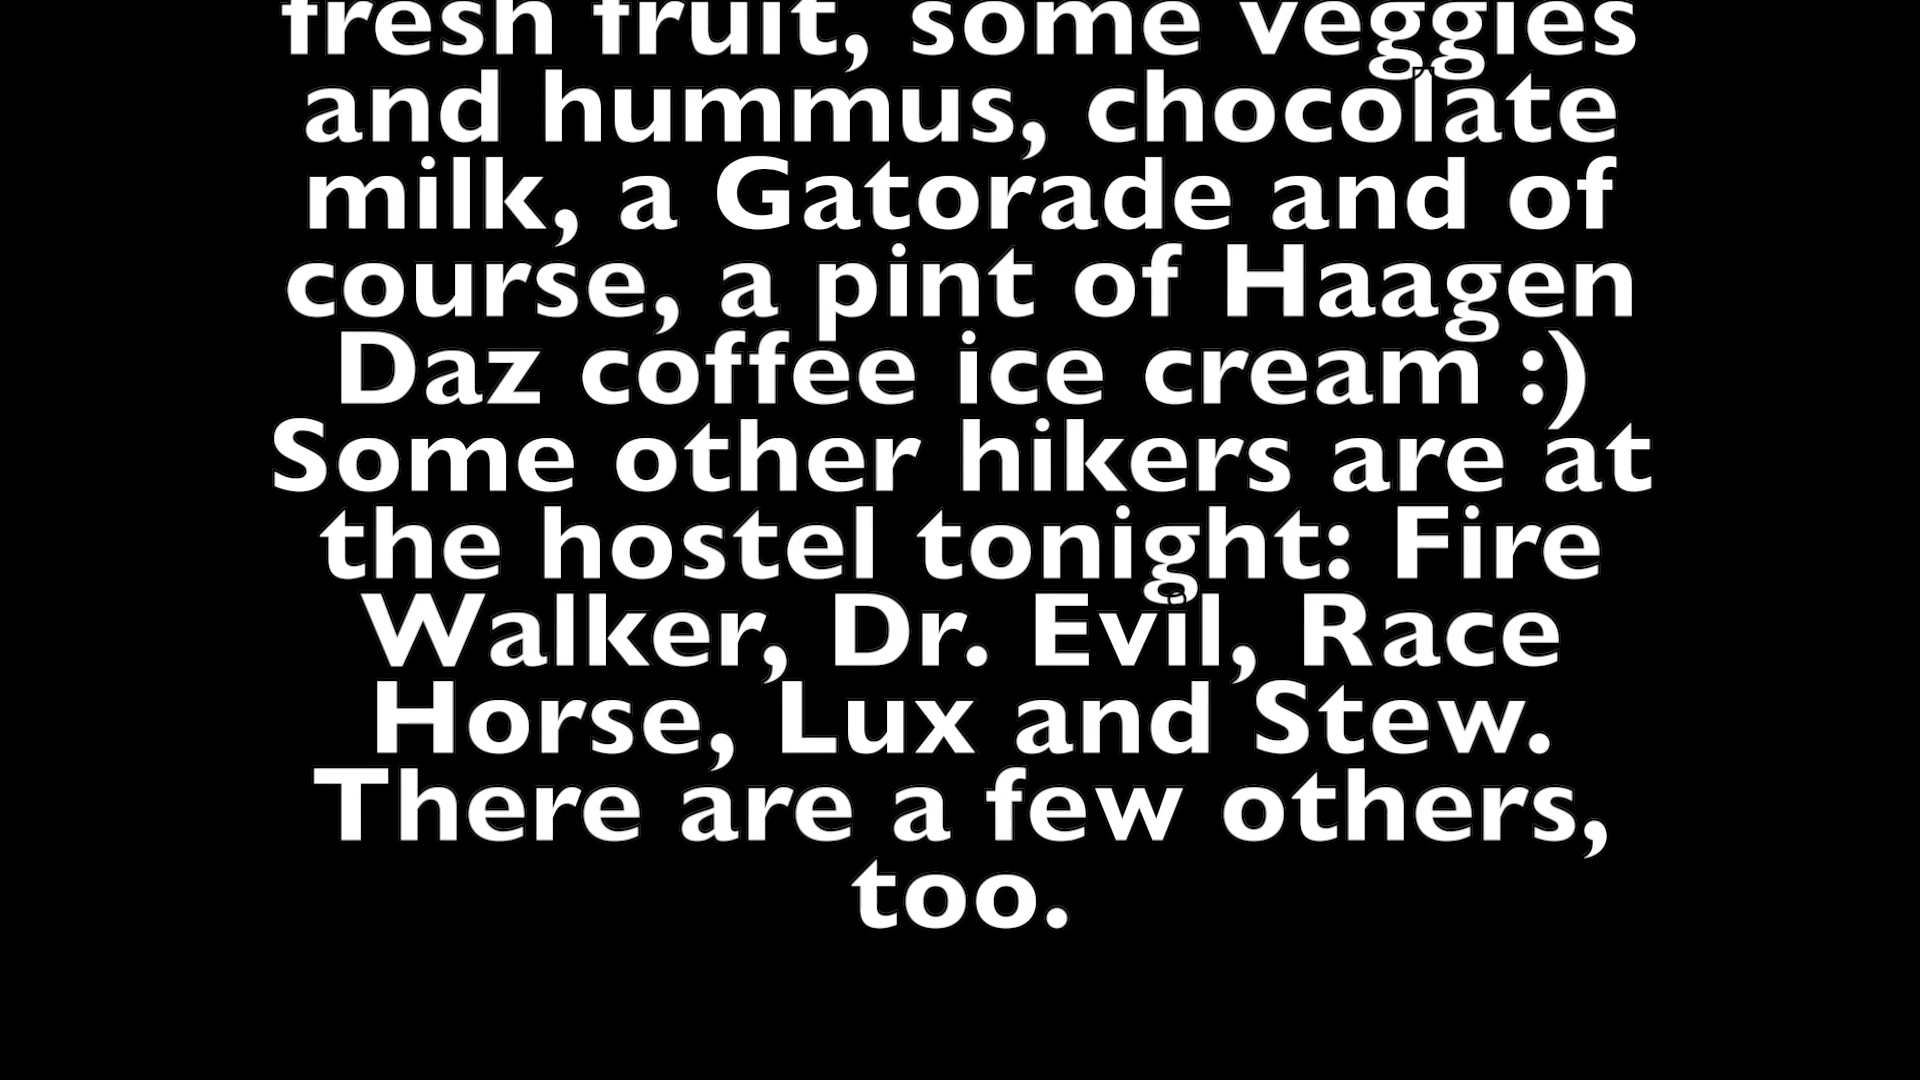 fresh fruit, some veggies
and hummus, chocolate
milk, a Gatorade and of
course, a pint of Haagen
Daz coffee ice cream :)
Some other hikers are at
the hostel tonight: Fire
Walker, Dr. Evil, Race
Horse, Lux and Stew.
There are a few others,
too.